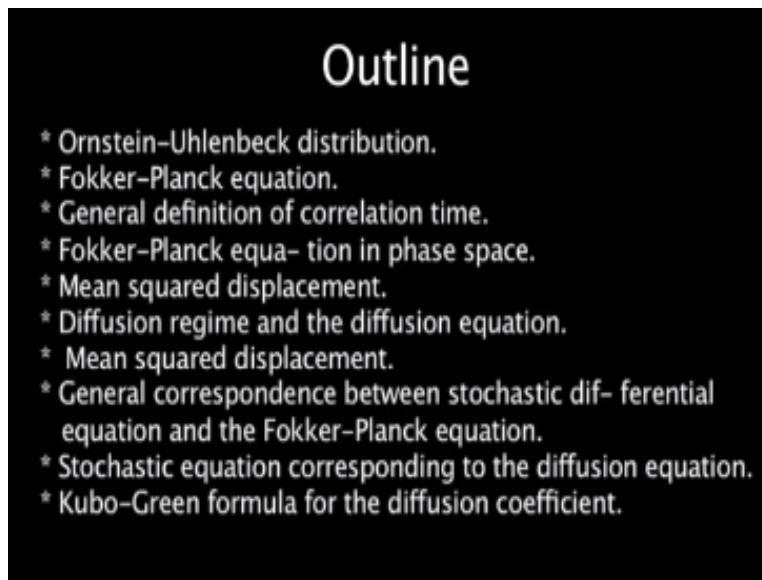 Outline
* Ornstein–Uhlenbeck distribution.
* Fokker–Planck equation.
* General definition of correlation time.
* Fokker–Planck equa– tion in phase space.
* Mean squared displacement.
* Diffusion regime and the diffusion equation.
* Mean squared displacement.
* General correspondence between stochastic dif– ferential
equation and the Fokker–Planck equation.
* Stochastic equation corresponding to the diffusion equation.
* Kubo–Green formula for the diffusion coefficient.